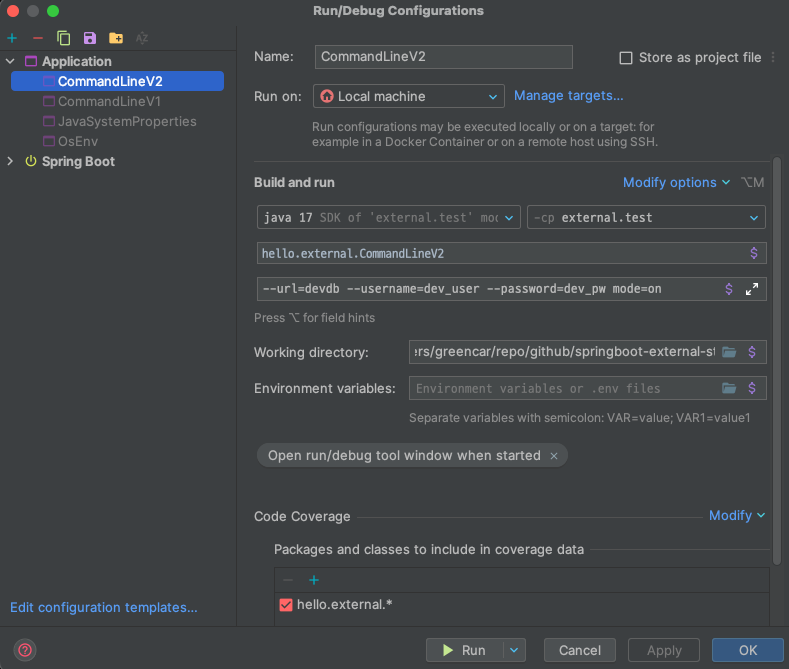 Run/Debug Configurations
Application
CommandLineV2
CommandLineV1
JavaSystemProperties
OsEnv
Spring Boot
Edit configuration templates...
Name:
CommandLineV2
Store as project file
Run on:
Local machine
Manage targets...
Run configurations may be executed locally or on a target: for
example in a Docker Container or on a remote host using SSH.
Build and run
Modify options
⌥M
java 17 SDK of 'external.test' moc
-cp external.test
hello.external.CommandLineV2
--url=devdb --username=dev_user --password=dev_pw mode=on
Press ⌥ for field hints
Working directory:
ers/greencar/repo/github/springboot-external-st
Environment variables:
Environment variables or .env files
Separate variables with semicolon: VAR=value; VAR1=value1
Open run/debug tool window when started ×
Code Coverage
Modify
Packages and classes to include in coverage data
hello.external.*
Run
Cancel
Apply
OK